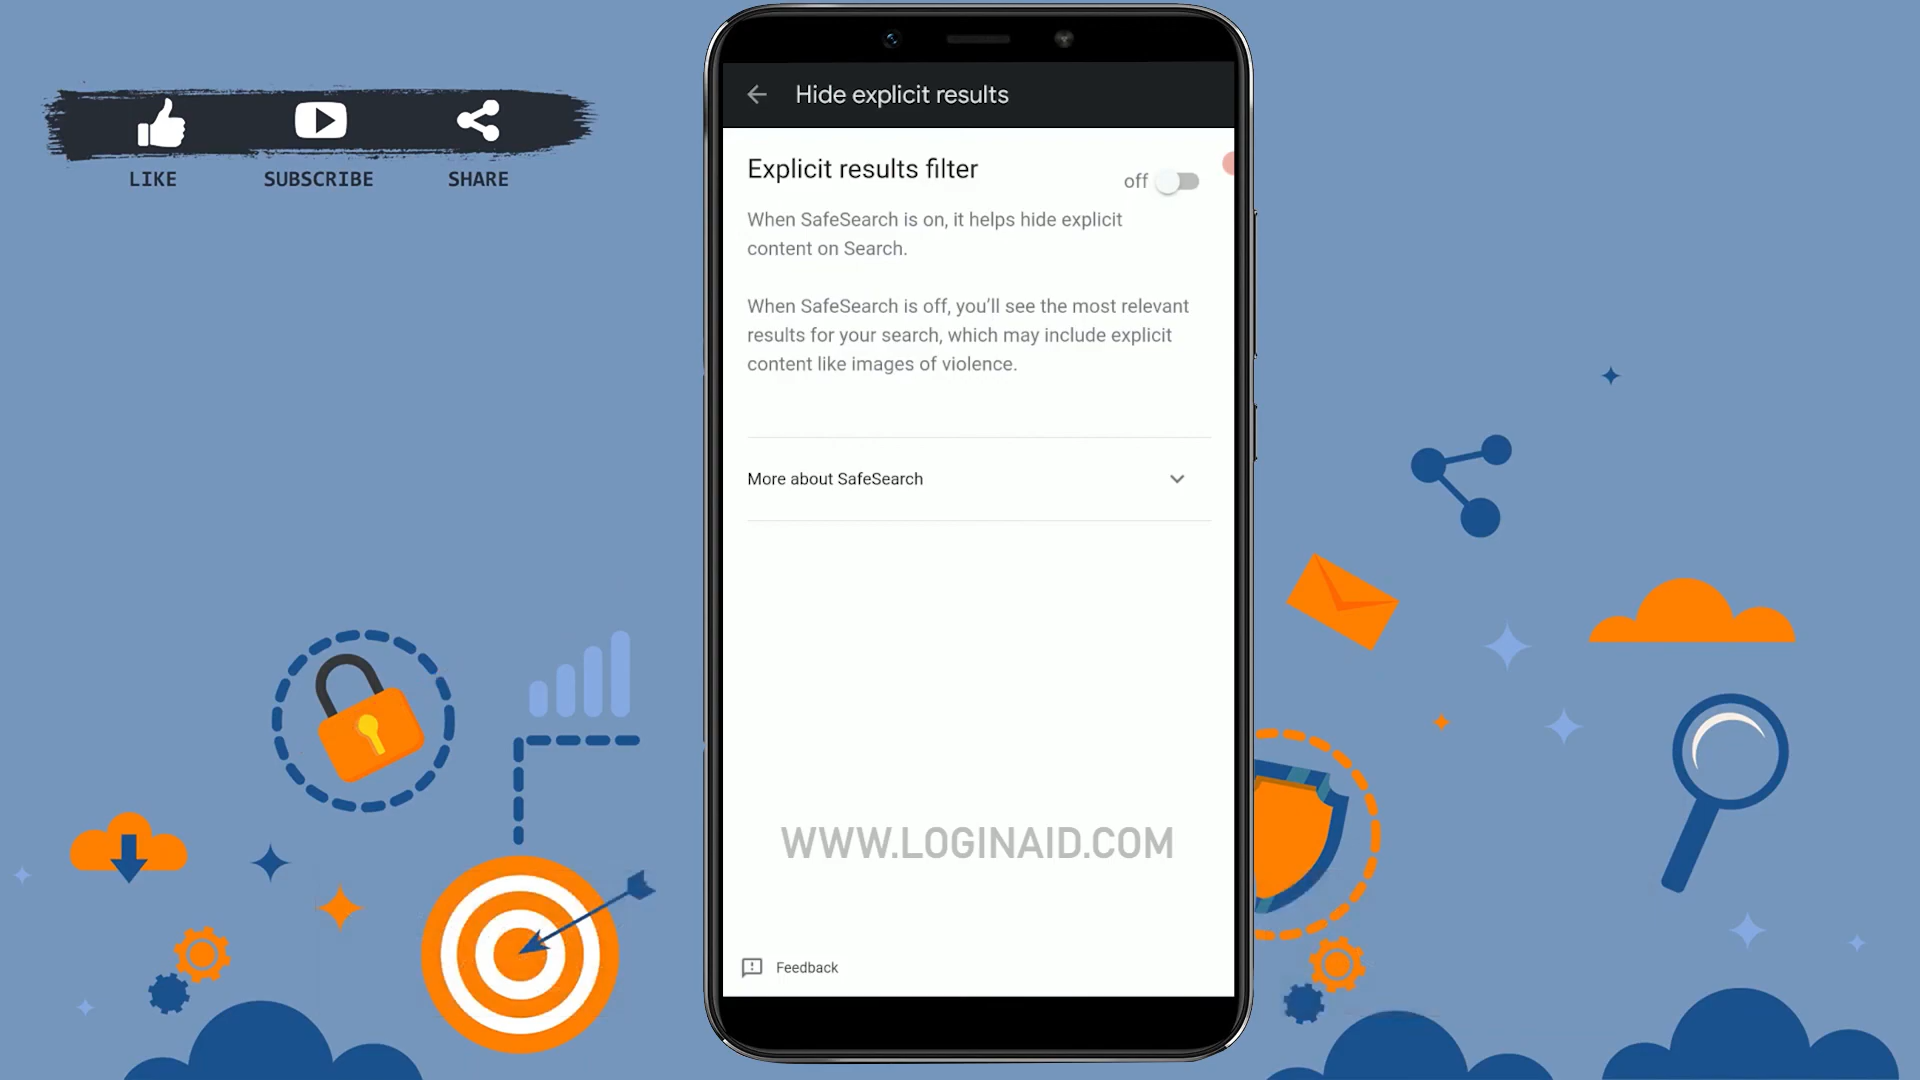 LIKE
SUBSCRIBE
SHARE
Hide explicit results
Explicit results filter
off
When SafeSearch is on, it helps hide explicit
content on Search.
When SafeSearch is off, you’ll see the most relevant
results for your search, which may include explicit
content like images of violence.
More about SafeSearch
WWW.LOGINAID.COM
Feedback